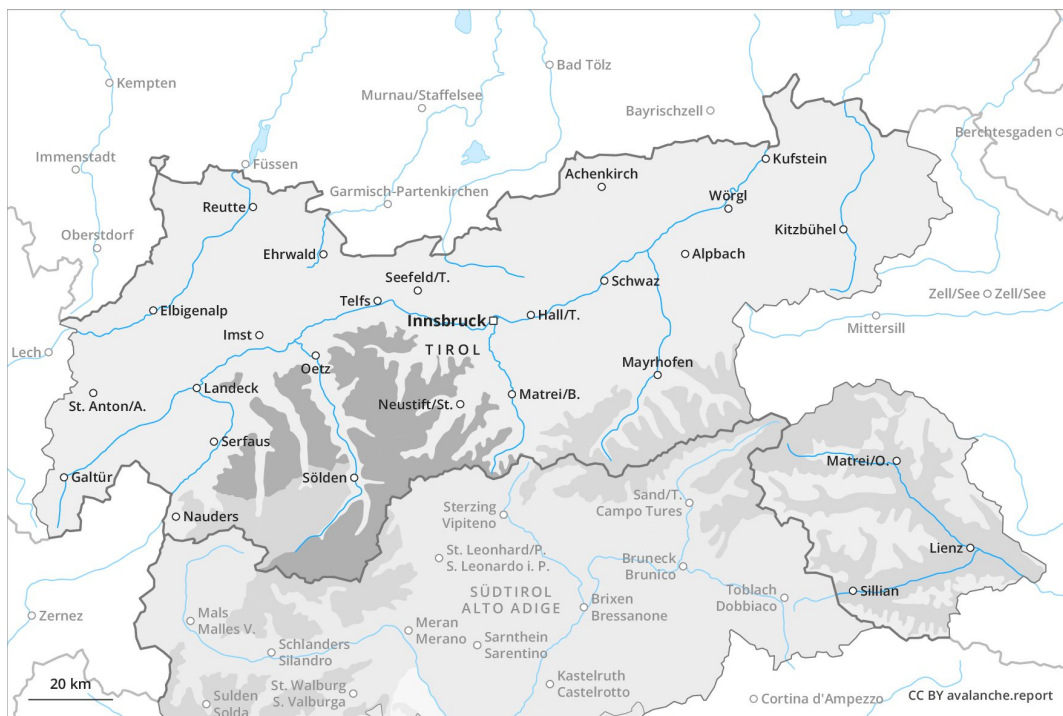 Kempten
Bad Tölz
Murnau/Staffelsee
Bayrischzell
Berchtesgaden
Immenstadt
Füssen
Kufstein
Achenkirch
Garmisch-Partenkirchen
Reutte
Wörgl
Oberstdorf
Kitzbühel
Ehrwald
Alpbach
Seefeld/T.
Schwaz
Telfs
Zell/See
Zell/See
Elbigenalp
Hall/T.
Innsbruck
Mittersill
Imst
TIROL
Lech
Oetz
Mayrhofen
Landeck
St. Anton/A.
Matrei/B.
Neustift/St.
Serfaus
Matrei/O.
Galtür
Sölden
Sand/T.
Campo Tures
Sterzing
Vipiteno
Nauders
Lienz
St. Leonhard/P.
S. Leonardo i. P.
Bruneck
Brunico
Sillian
SÜDTIROL
ALTO ADIGE
Toblach
Dobbiaco
Brixen
Bressanone
Zernez
Mals
Malles V.
Meran
Merano
Sarnthein
Sarentino
Schlanders
Silandro
Kastelruth
Castelrotto
20 km
St. Walburg
S. Valburga
Sulden
Solda
Cortina d'Ampezzo
CC BY avalanche.report